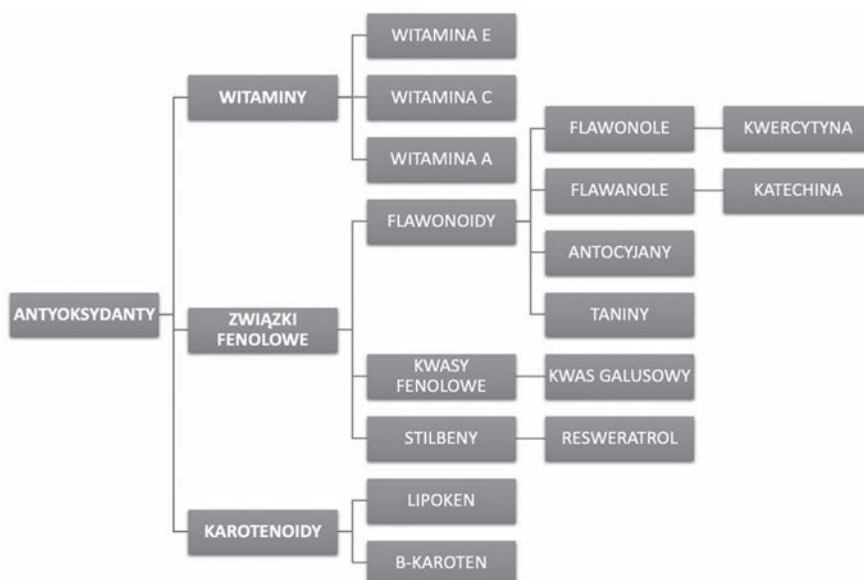 ANTYOKSYDANTY
WITAMINY
WITAMINA E
WITAMINA C
WITAMINA A
ZWIĄZKI
FENOLOWE
FLAWONOIDY
FLAWONOLE
KWERCYTYNA
FLAWANOLE
KATECHINA
ANTOCYJANY
TANINY
KWASY
FENOLOWE
KWAS GALUSOWY
STILBENY
RESWERATROL
KAROTENOIDY
LIPOKEN
B-KAROTEN